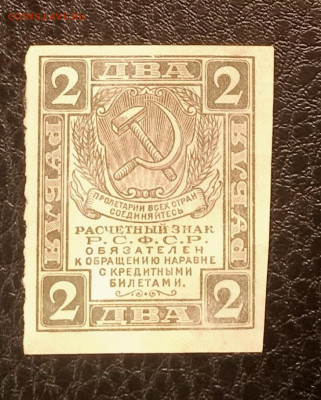 2 ДВА 2
РУБЛЯ
РУБЛЯ
ПРОЛЕТАРИИ ВСЕХ СТРАН
СОЕДИНЯЙТЕСЬ
РАСЧЕТНЫЙ ЗНАК
Р.С.Ф.С.Р.
ОБЯЗАТЕЛЕН
К ОБРАЩЕНИЮ НАРАВНЕ
С КРЕДИТНЫМИ
БИЛЕТАМИ.
2 ДВА 2